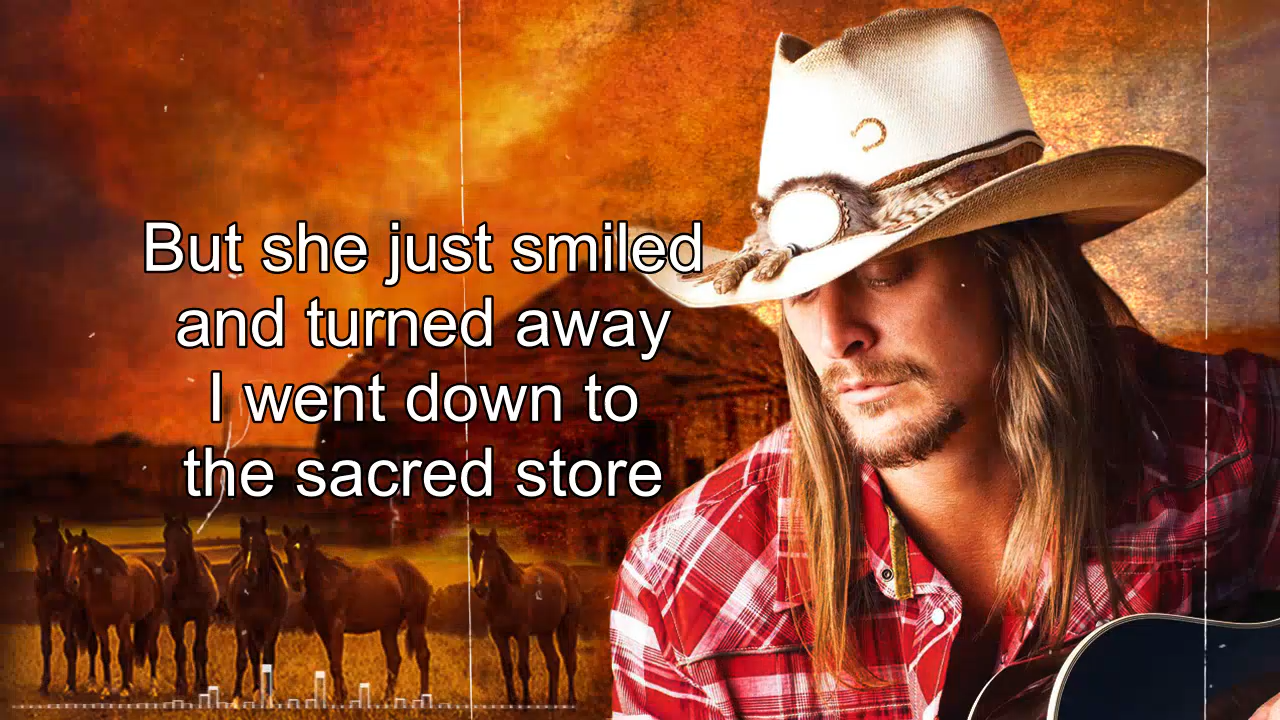 But she just smiled
and turned away
I went down to
the sacred store